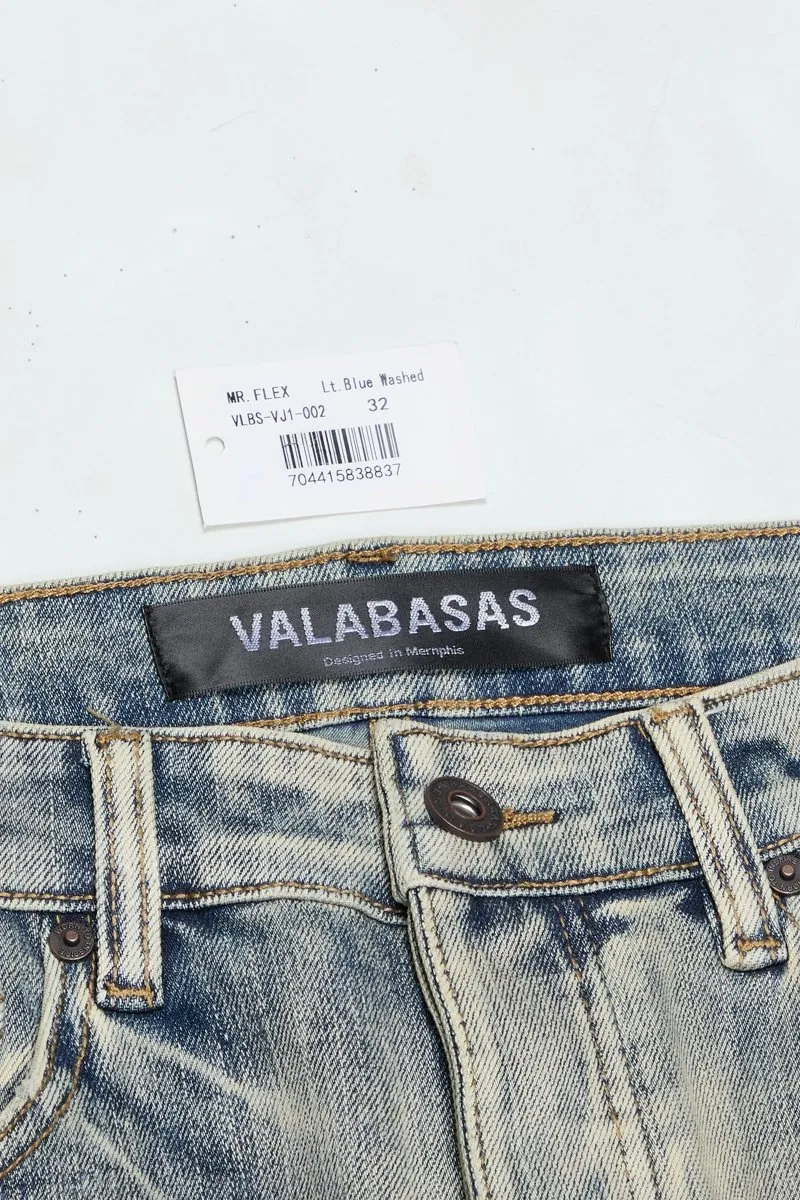 MR. FLEX Lt. Blue Washed
VLBS-VJ1-002 32
704415838837
VALABASAS
Designed in Memphis